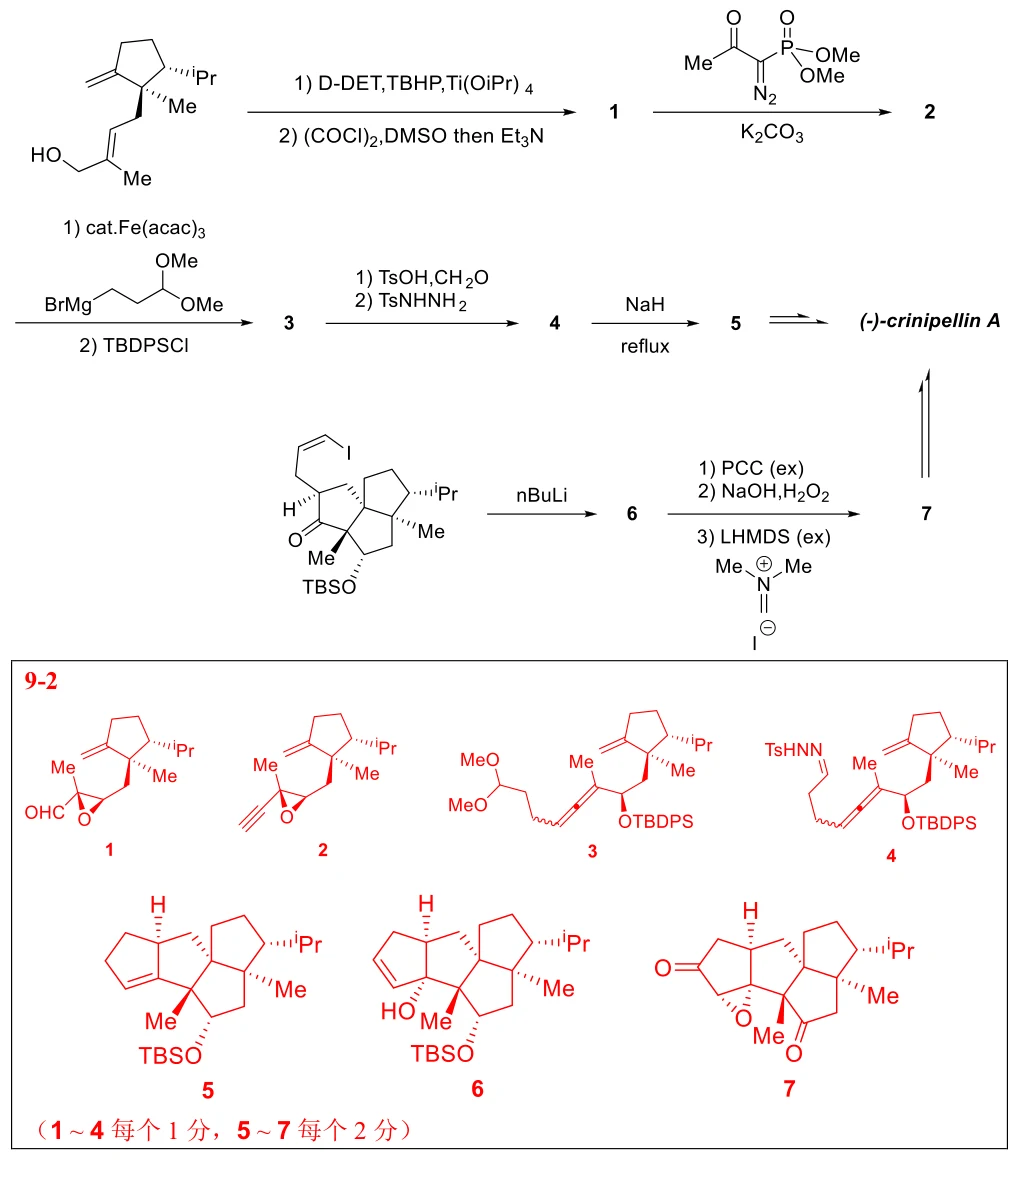 iPr
Me
HO
Me
1) D-DET,TBHP,Ti(OiPr) 4
2) (COCl)2,DMSO then Et3N
1
O
O
Me
P
OMe
OMe
N2
K2CO3
2
1) cat.Fe(acac)3
OMe
BrMg
OMe
2) TBDPSCl
3
1) TsOH,CH2O
2) TsNHNH2
4
NaH
reflux
5
(-)-crinipellin A
I
H
iPr
O
Me
Me
TBSO
nBuLi
6
1) PCC (ex)
2) NaOH,H2O2
3) LHMDS (ex)
Me
+
Me
N
I −
7
9-2
iPr
Me
Me
OHC
O
1
iPr
Me
Me
O
2
iPr
MeO
Me
Me
MeO
OTBDPS
3
TsHNN
iPr
Me
Me
OTBDPS
4
H
iPr
Me
Me
TBSO
5
H
iPr
Me
HO
Me
TBSO
6
H
iPr
O
Me
O
Me
O
7
（1 ~ 4 每个 1 分，5 ~ 7 每个 2 分）